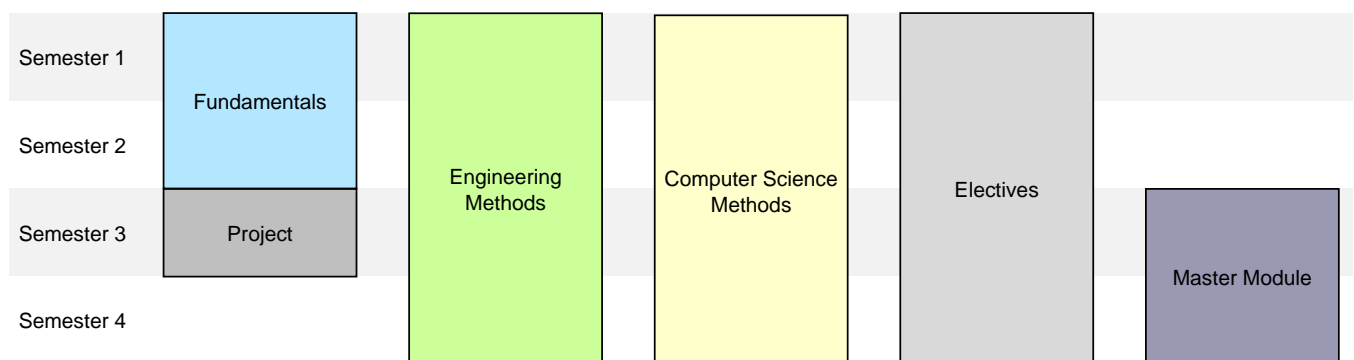 Semester 1
Fundamentals
Semester 2
Engineering
Methods
Computer Science
Methods
Electives
Semester 3
Project
Master Module
Semester 4